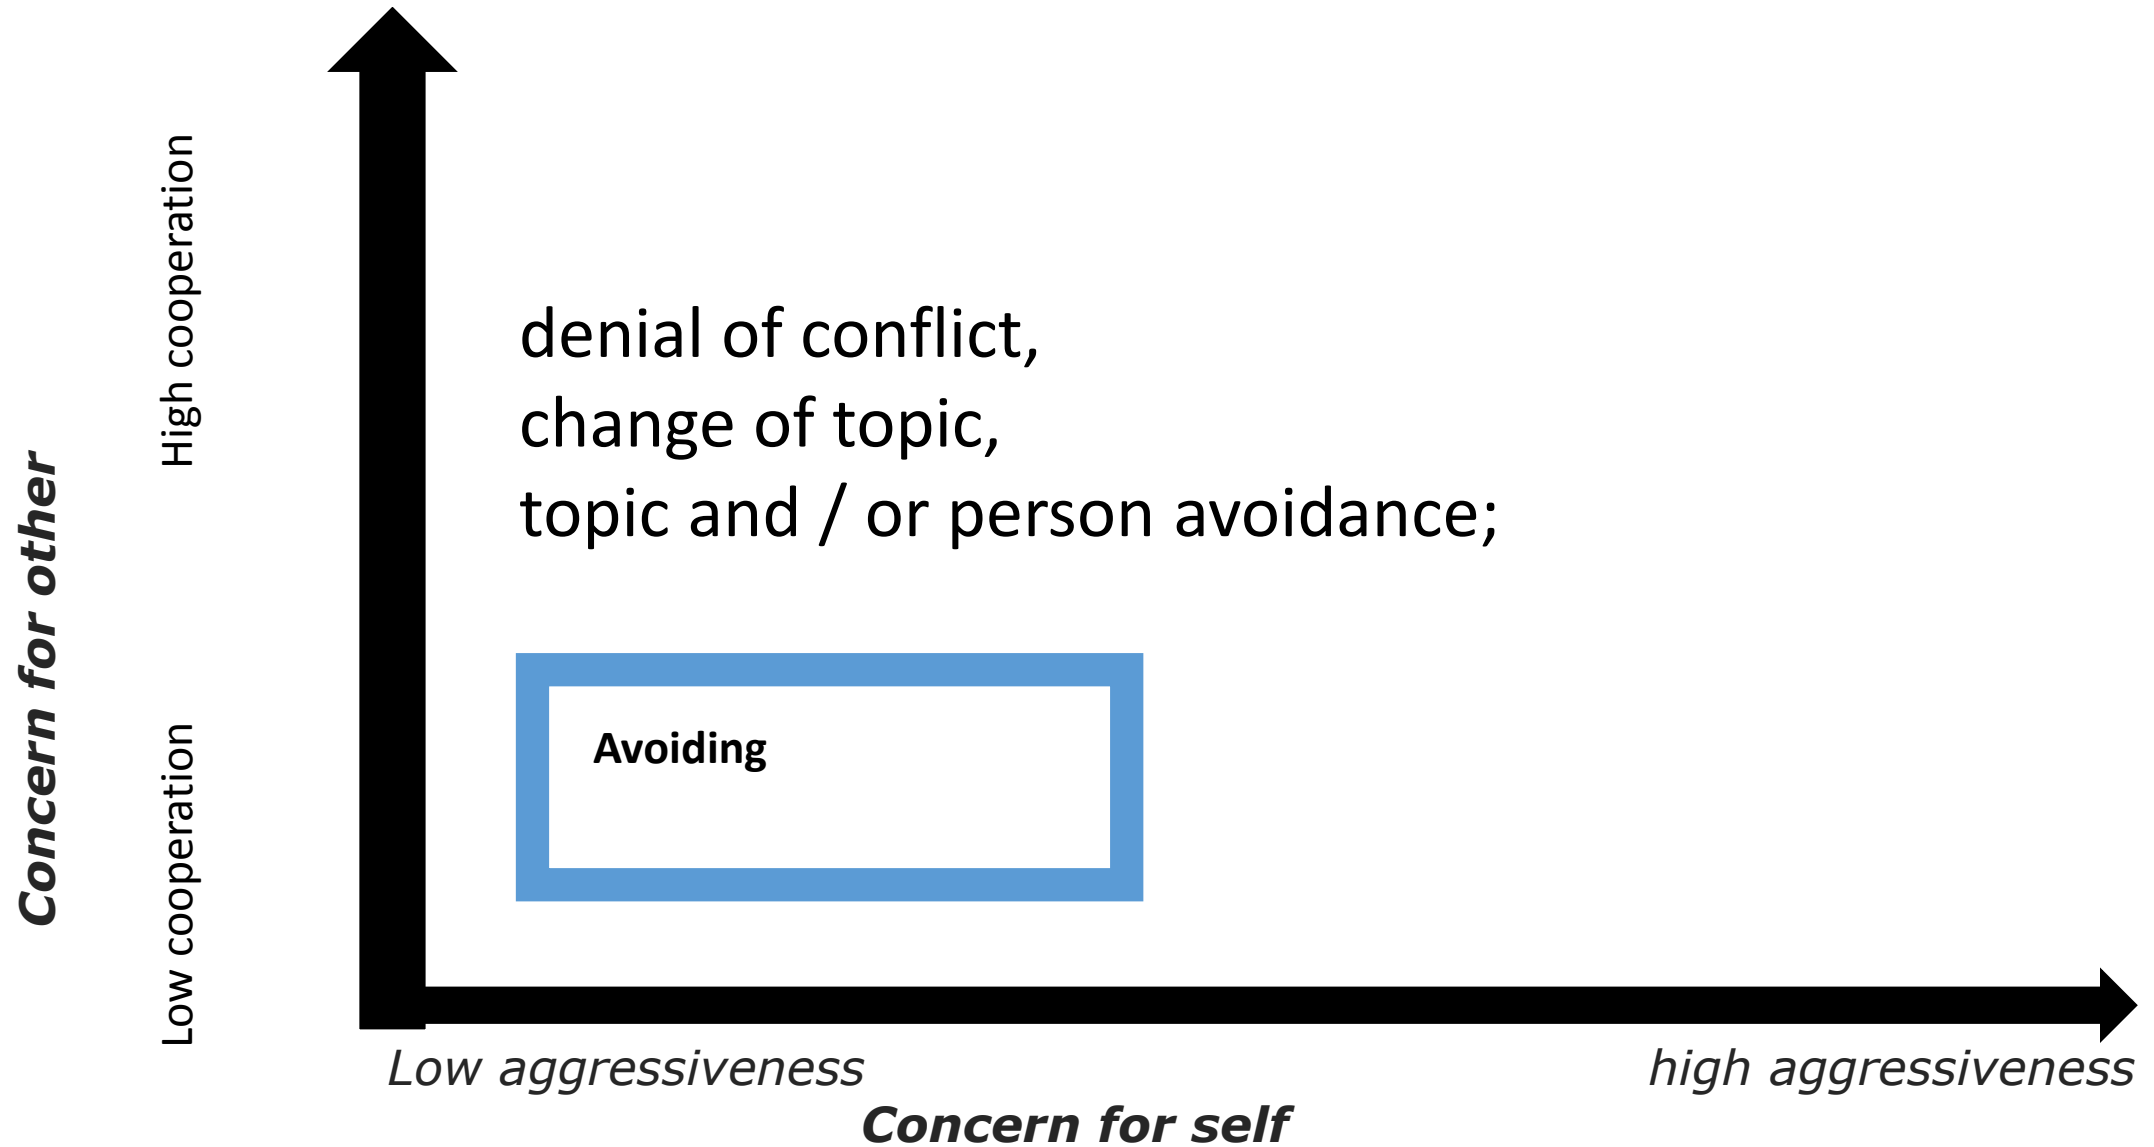 High cooperation
denial of conflict,
change of topic,
topic and / or person avoidance;
Concern for other
Avoiding
Low cooperation
Low aggressiveness
high aggressiveness
Concern for self